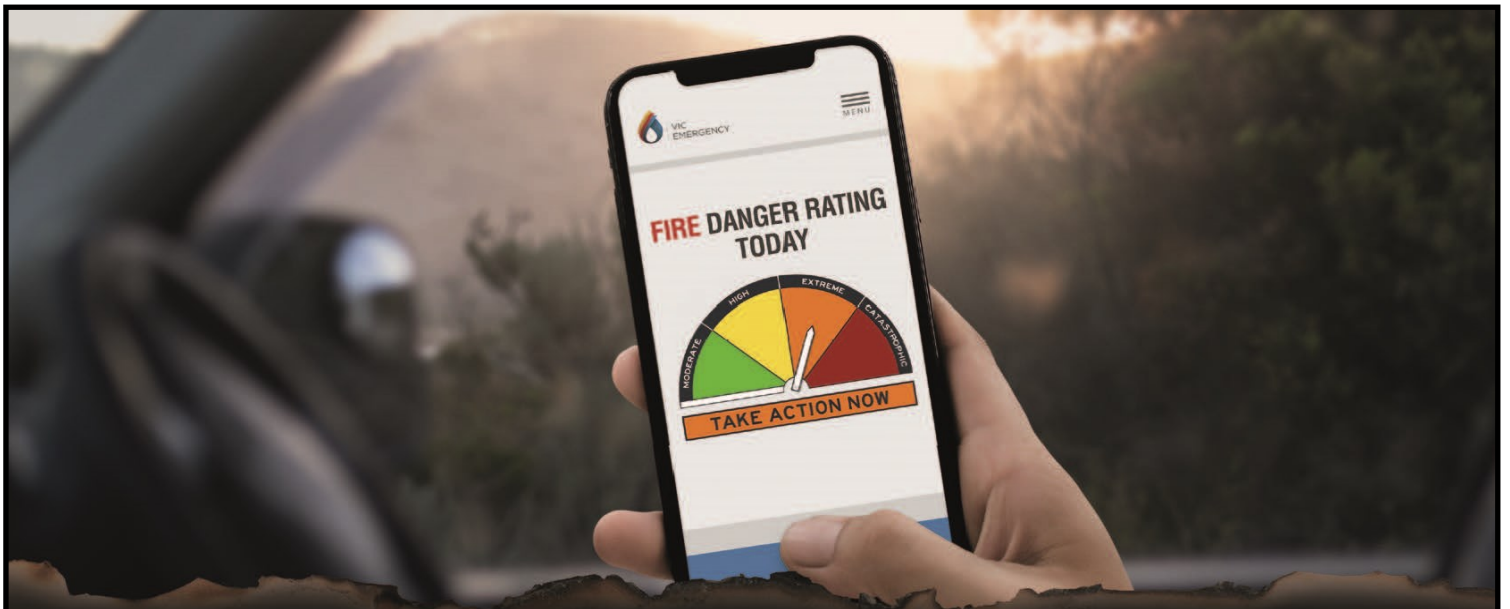 VIC
EMERGENCY
MENU
FIRE DANGER RATING
TODAY
MODERATE
HIGH
EXTREME
CATASTROPHIC
TAKE ACTION NOW